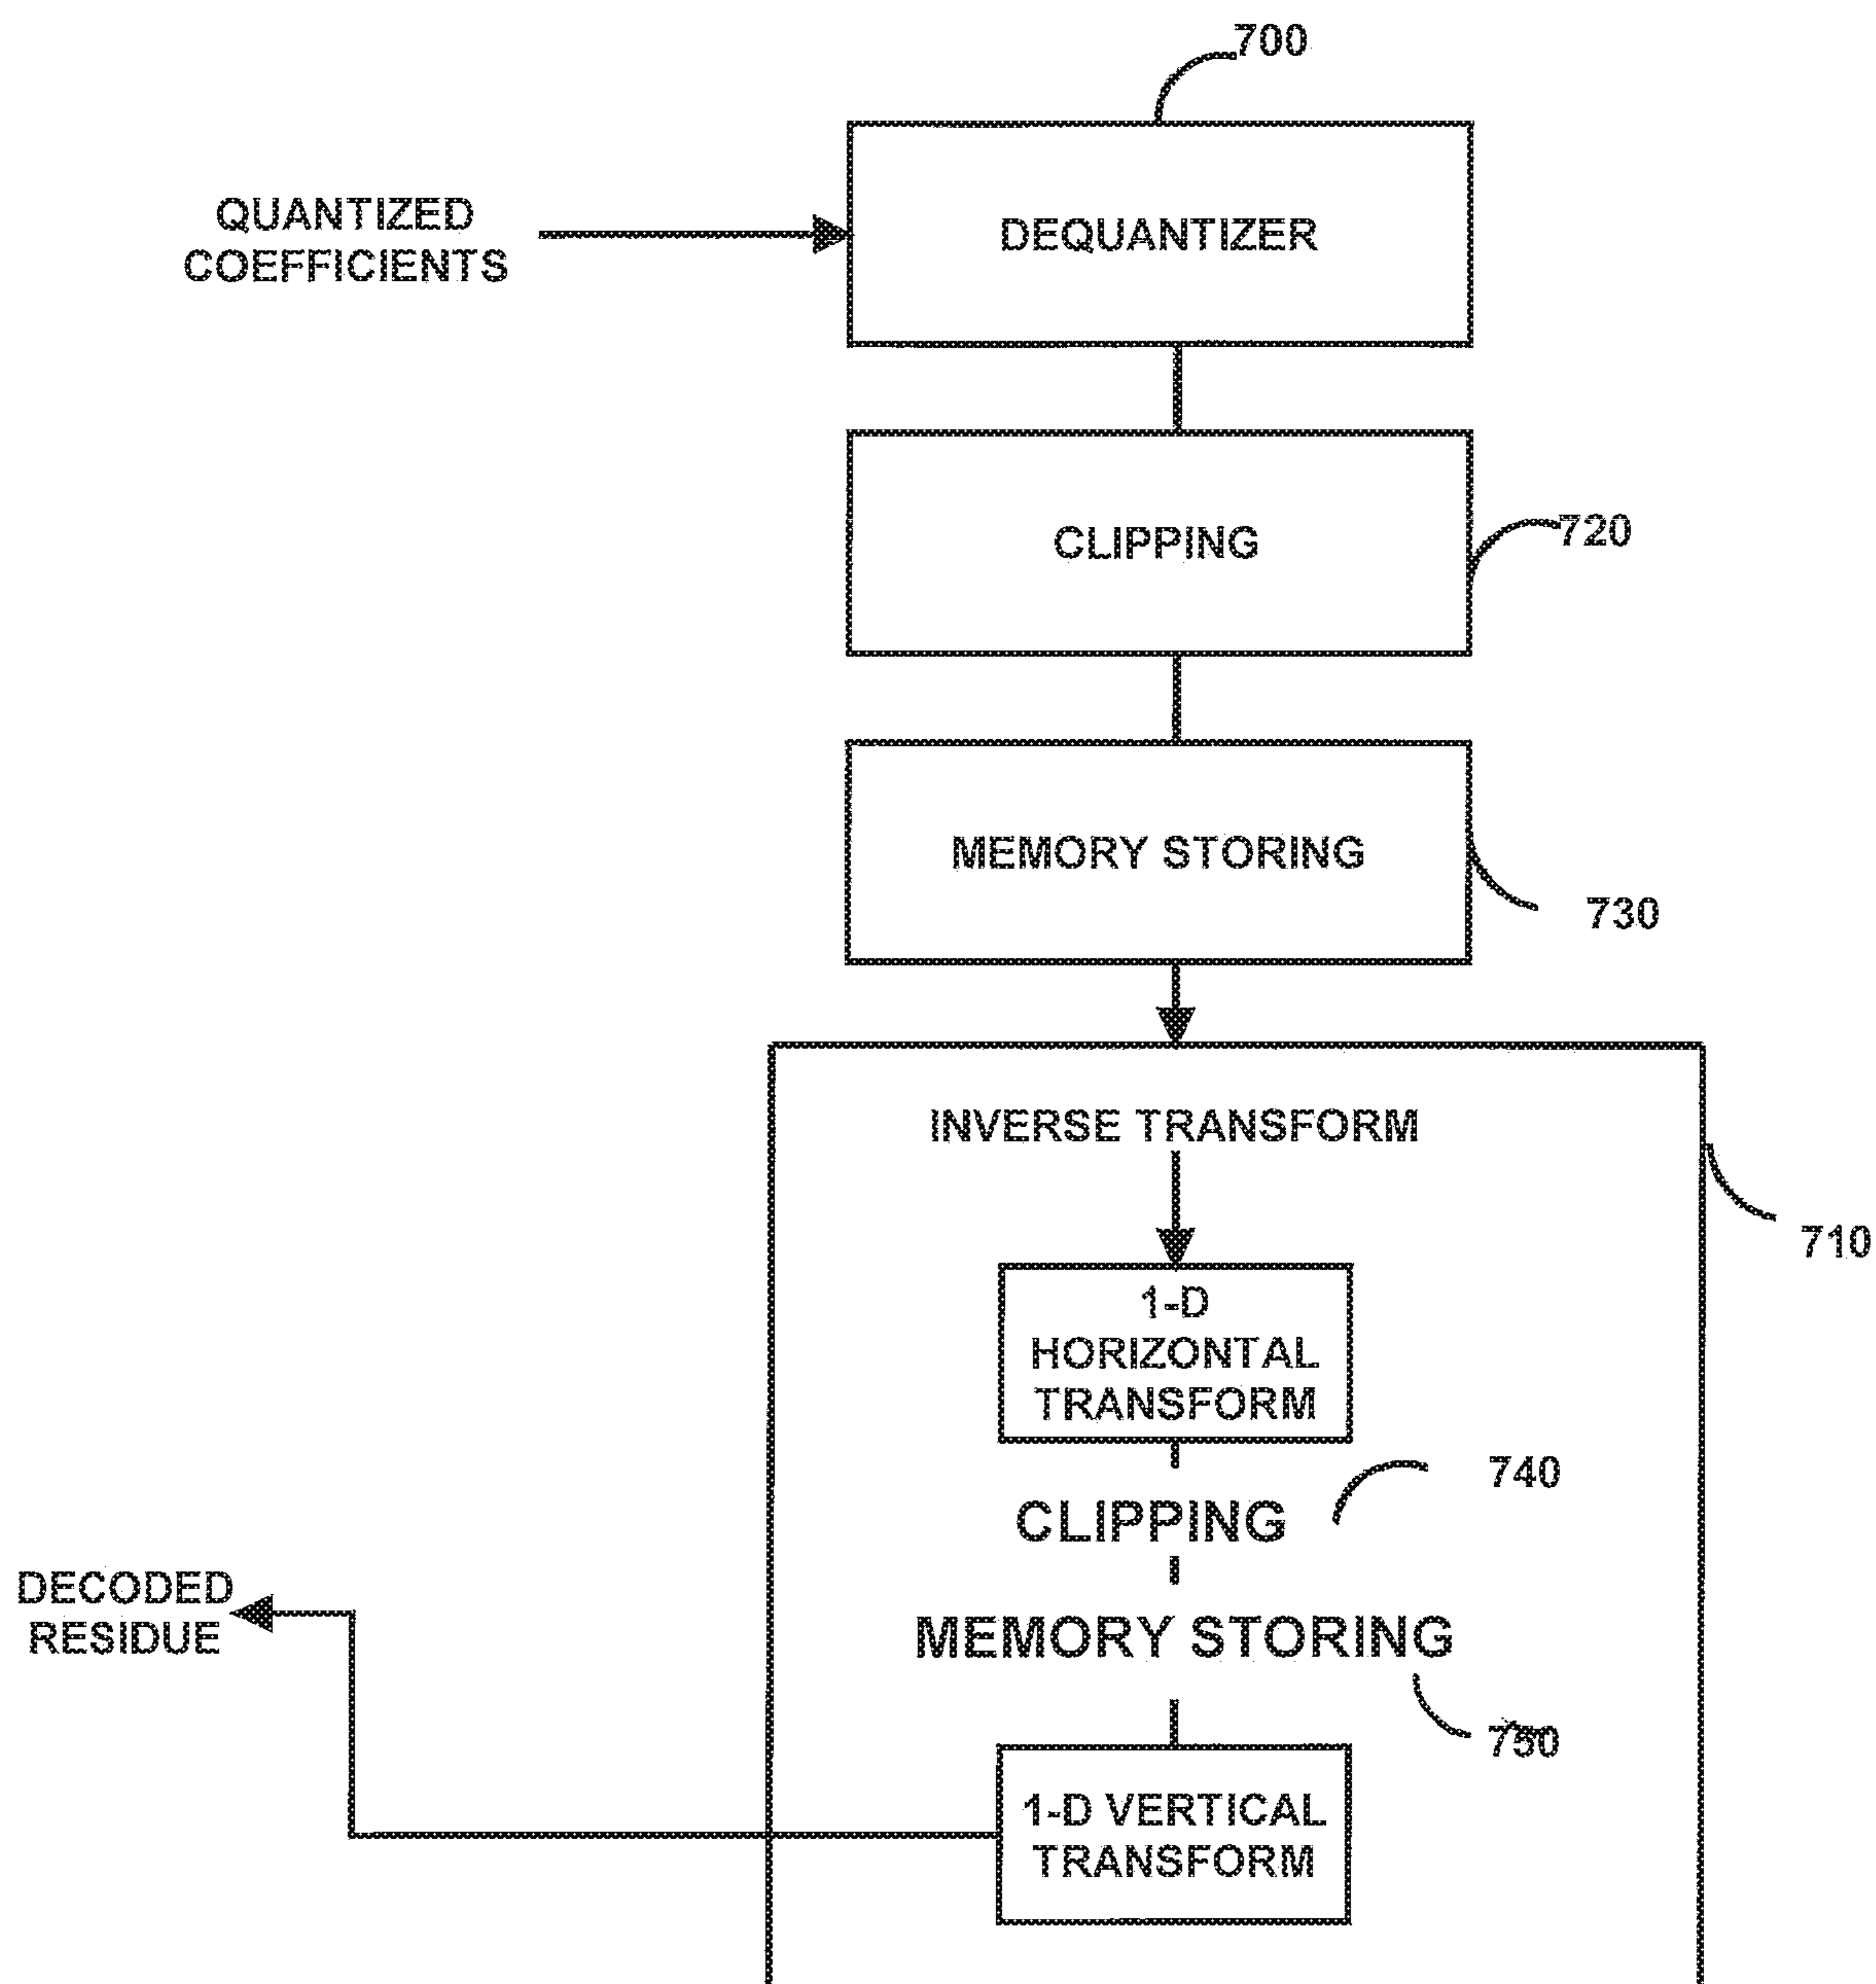 700
QUANTIZED
COEFFICIENTS
DEQUANTIZER
CLIPPING
720
MEMORY STORING
730
INVERSE TRANSFORM
710
1-D
HORIZONTAL
TRANSFORM
740
CLIPPING
DECODED
RESIDUE
MEMORY STORING
750
1-D VERTICAL
TRANSFORM